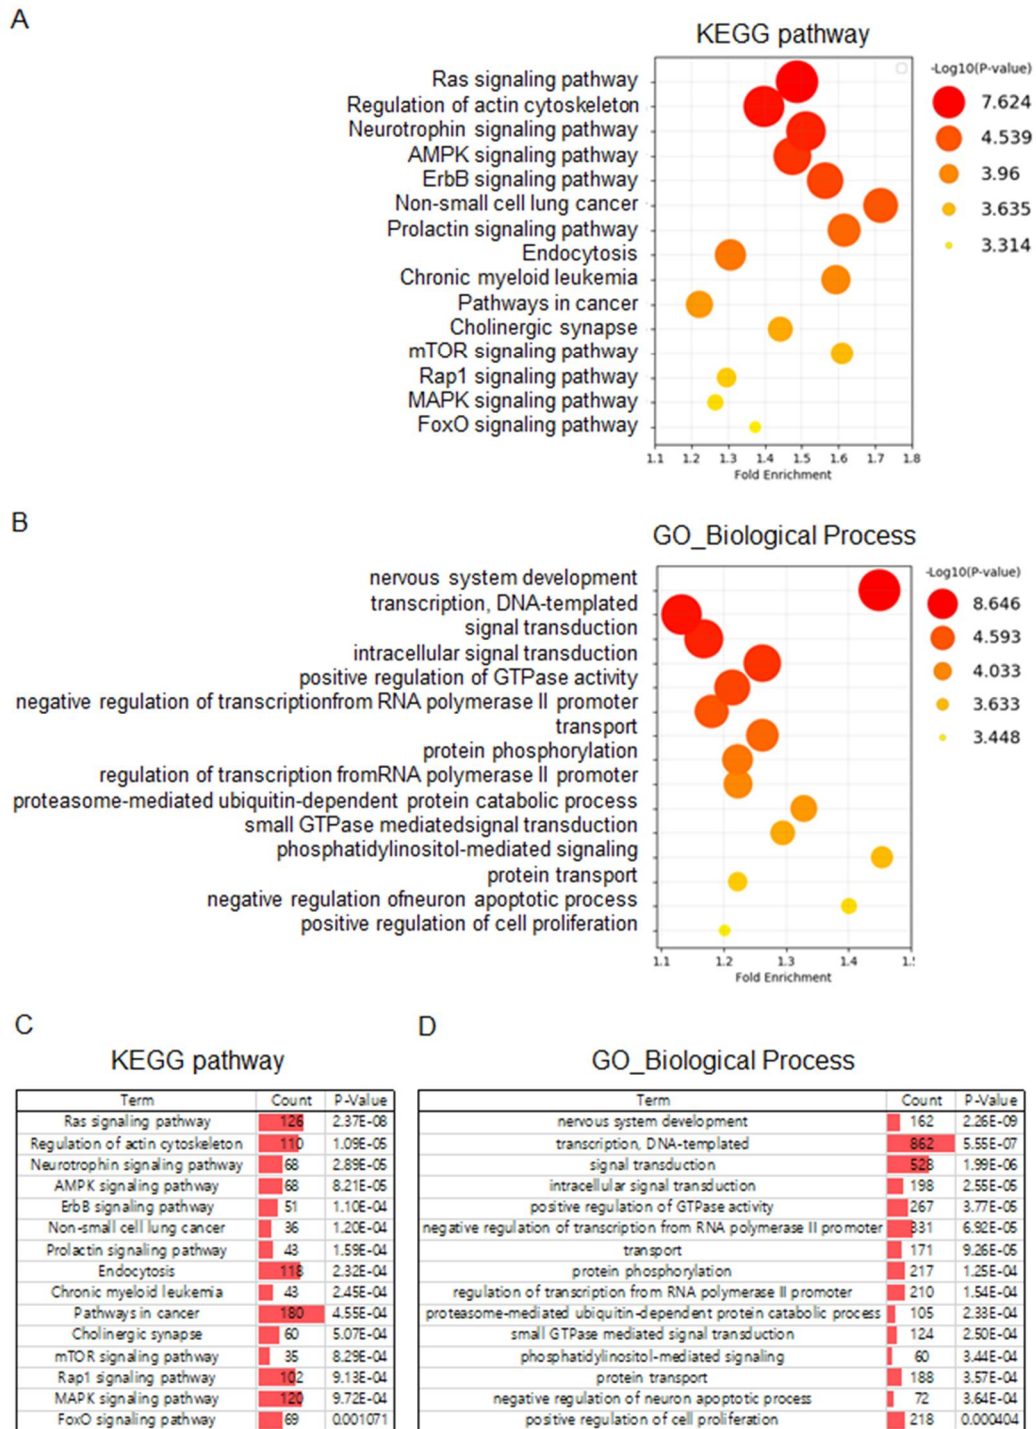 A
KEGG pathway
-Log10(P-value)
Ras signaling pathway
Regulation of actin cytoskeleton
Neurotrophin signaling pathway
AMPK signaling pathway
ErbB signaling pathway
Non-small cell lung cancer
Prolactin signaling pathway
Endocytosis
Chronic myeloid leukemia
Pathways in cancer
Cholinergic synapse
mTOR signaling pathway
Rap1 signaling pathway
MAPK signaling pathway
FoxO signaling pathway
7.624
4.539
3.96
3.635
3.314
1.1 1.2 1.3 1.4 1.5 1.6 1.7 1.8
Fold Enrichment
B
GO_Biological Process
-Log10(P-value)
nervous system development
transcription, DNA-templated
signal transduction
intracellular signal transduction
positive regulation of GTPase activity
negative regulation of transcriptionfrom RNA polymerase II promoter
transport
protein phosphorylation
regulation of transcription fromRNA polymerase II promoter
proteasome-mediated ubiquitin-dependent protein catabolic process
small GTPase mediatedsignal transduction
phosphatidylinositol-mediated signaling
protein transport
negative regulation ofneuron apoptotic process
positive regulation of cell proliferation
8.646
4.593
4.033
3.633
3.448
1.1 1.2 1.3 1.4
Fold Enrichment
C
KEGG pathway
Term Count P-Value
Ras signaling pathway 126 2.37E-08
Regulation of actin cytoskeleton 110 1.09E-05
Neurotrophin signaling pathway 68 2.89E-05
AMPK signaling pathway 68 8.21E-05
ErbB signaling pathway 51 1.10E-04
Non-small cell lung cancer 36 1.20E-04
Prolactin signaling pathway 43 1.59E-04
Endocytosis 118 2.32E-04
Chronic myeloid leukemia 43 2.45E-04
Pathways in cancer 180 4.55E-04
Cholinergic synapse 60 5.07E-04
mTOR signaling pathway 35 8.29E-04
Rap1 signaling pathway 102 9.13E-04
MAPK signaling pathway 120 9.72E-04
FoxO signaling pathway 69 0.001071
D
GO_Biological Process
Term Count P-Value
nervous system development 162 2.26E-09
transcription, DNA-templated 862 5.55E-07
signal transduction 528 1.99E-06
intracellular signal transduction 198 2.55E-05
positive regulation of GTPase activity 267 3.77E-05
negative regulation of transcription from RNA polymerase II promoter 331 6.92E-05
transport 171 9.26E-05
protein phosphorylation 217 1.25E-04
regulation of transcription from RNA polymerase II promoter 210 1.54E-04
proteasome-mediated ubiquitin-dependent protein catabolic process 105 2.33E-04
small GTPase mediated signal transduction 124 2.50E-04
phosphatidylinositol-mediated signaling 60 3.44E-04
protein transport 188 3.57E-04
negative regulation of neuron apoptotic process 72 3.64E-04
positive regulation of cell proliferation 218 0.000404